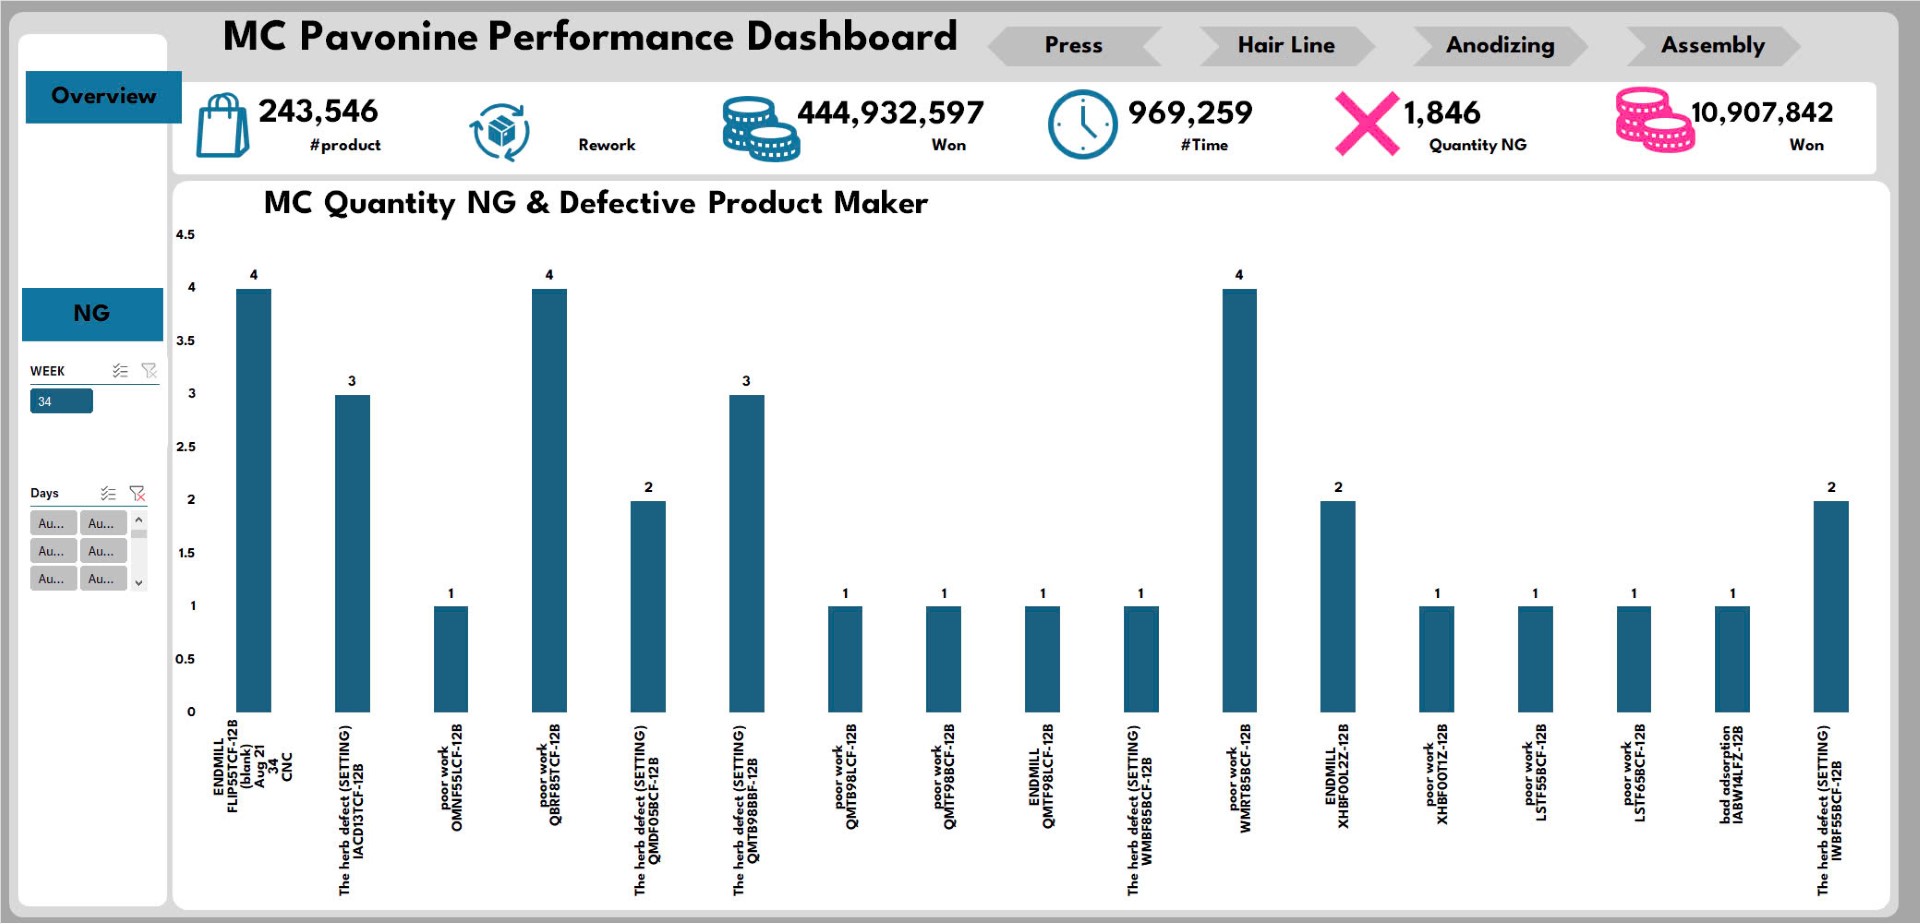 MC Pavonine Performance Dashboard
Press
Hair Line
Anodizing
Assembly
Overview
243,546
#product
Rework
444,932,597
Won
969,259
#Time
1,846
Quantity NG
10,907,842
Won
MC Quantity NG & Defective Product Maker
NG
WEEK
34
Days
Au...
Au...
Au...
Au...
Au...
Au...
4.5
4
3.5
3
2.5
2
1.5
1
0.5
0
4
3
1
4
2
3
1
1
1
1
4
2
1
1
1
1
2
ENDMILL
FLIP55TCF-12B
(blank)
Aug 21
34
CNC
The herb defect (SETTING)
IACD13TCF-12B
poor work
OMNF55LCF-12B
poor work
QBRF85TCF-12B
The herb defect (SETTING)
QMDF05BCF-12B
The herb defect (SETTING)
QMTB98BBF-12B
poor work
QMTB98LCF-12B
poor work
QMTF98BCF-12B
ENDMILL
QMTF98LCF-12B
The herb defect (SETTING)
WMBF85BCF-12B
poor work
WMRT85BCF-12B
ENDMILL
XHBF00L2Z-12B
poor work
XHBF00T1Z-12B
poor work
LSTF55BCF-12B
poor work
LSTF65BCF-12B
bad adsorption
IABW14LFZ-12B
The herb defect (SETTING)
IWBF55BCF-12B